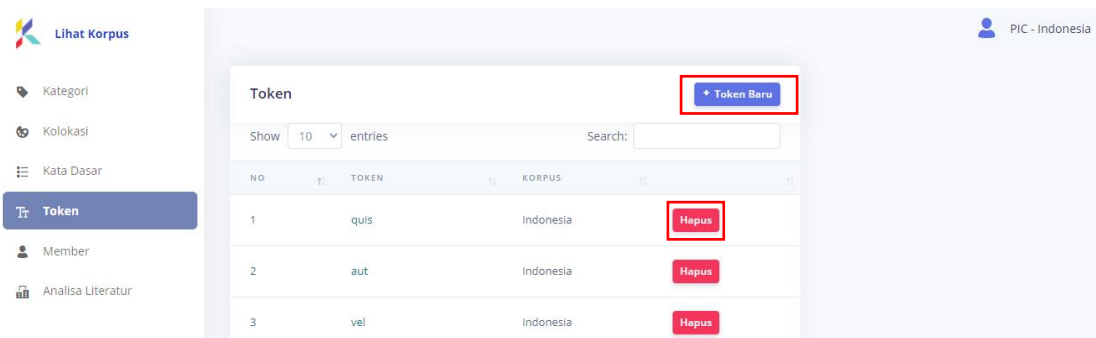 Lihat Korpus
PIC - Indonesia
Kategori
Kolokasi
Kata Dasar
Token
Member
Analisa Literatur
Token
+ Token Baru
Show 10 entries Search:
NO TOKEN KORPUS
1 quis Indonesia Hapus
2 aut Indonesia Hapus
3 vel Indonesia Hapus